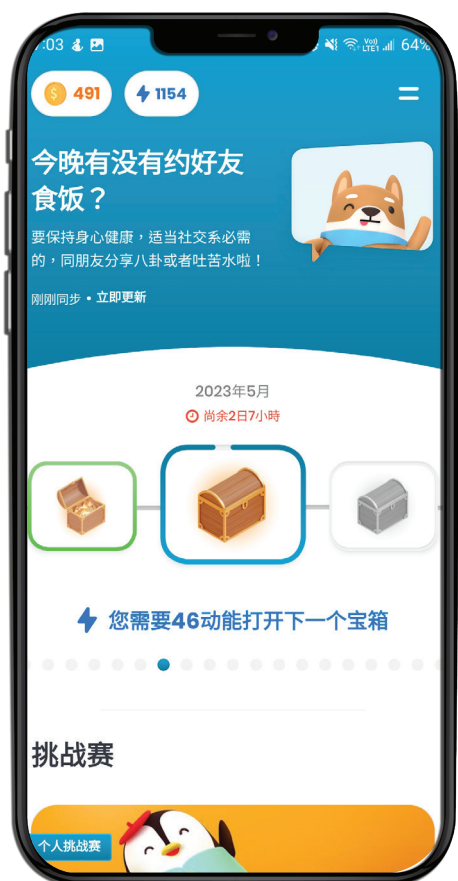 :03
64%
491
1154
今晚有没有约好友
食饭？
要保持身心健康，适当社交系必需
的，同朋友分享八卦或者吐苦水啦！
刚刚同步 • 立即更新
2023年5月
尚余2日7小時
您需要46动能打开下一个宝箱
挑战赛
个人挑战赛